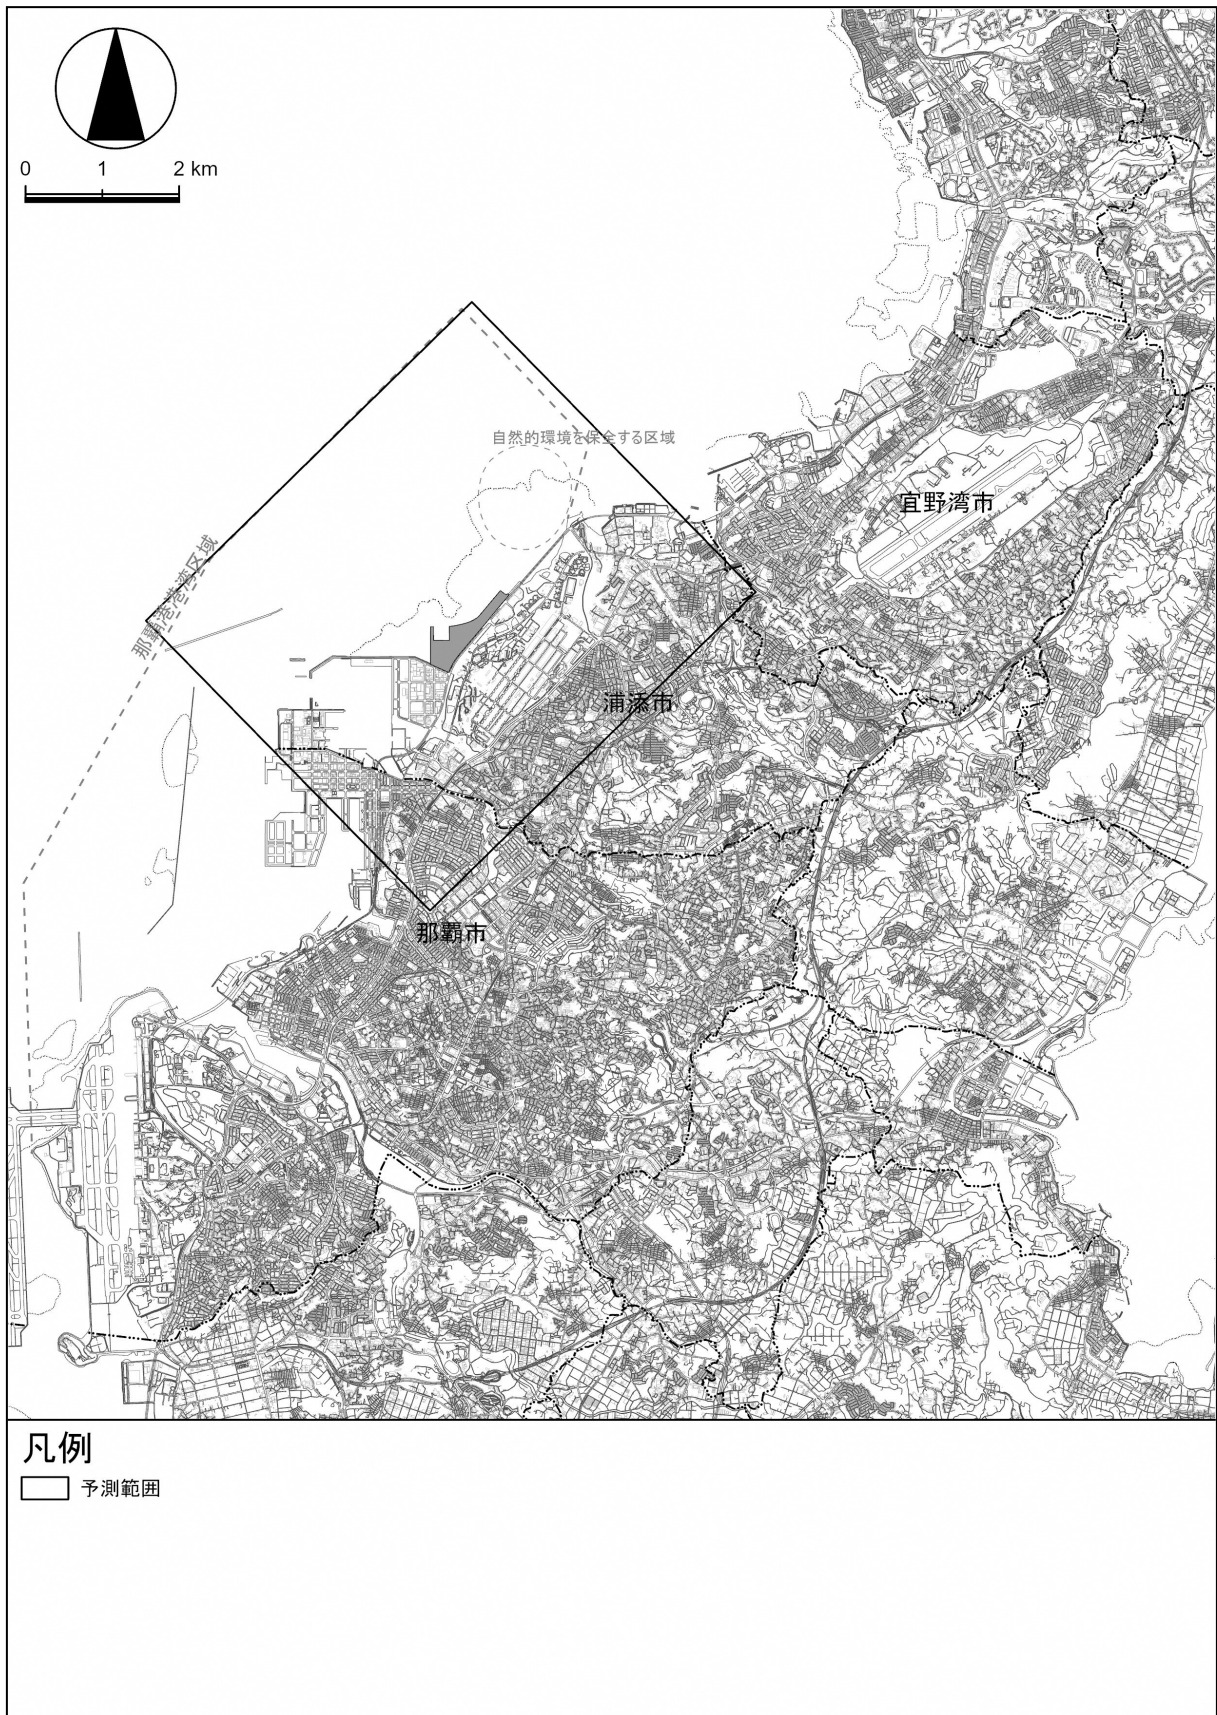 0 1 2 km
自然的環境を保全する区域
宜野湾市
那覇港港湾区域
浦添市
那覇市
凡例
予測範囲